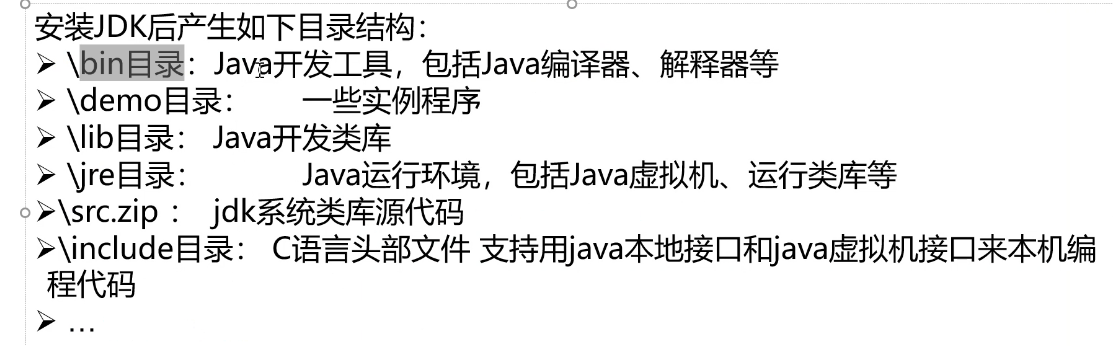 安装JDK后产生如下目录结构：
➢ \bin目录：Java开发工具，包括Java编译器、解释器等
➢ \demo目录： 一些实例程序
➢ \lib目录： Java开发类库
➢ \jre目录： Java运行环境，包括Java虚拟机、运行类库等
➢\src.zip ： jdk系统类库源代码
➢\include目录： C语言头部文件 支持用java本地接口和java虚拟机接口来本机编
程代码
➢ …